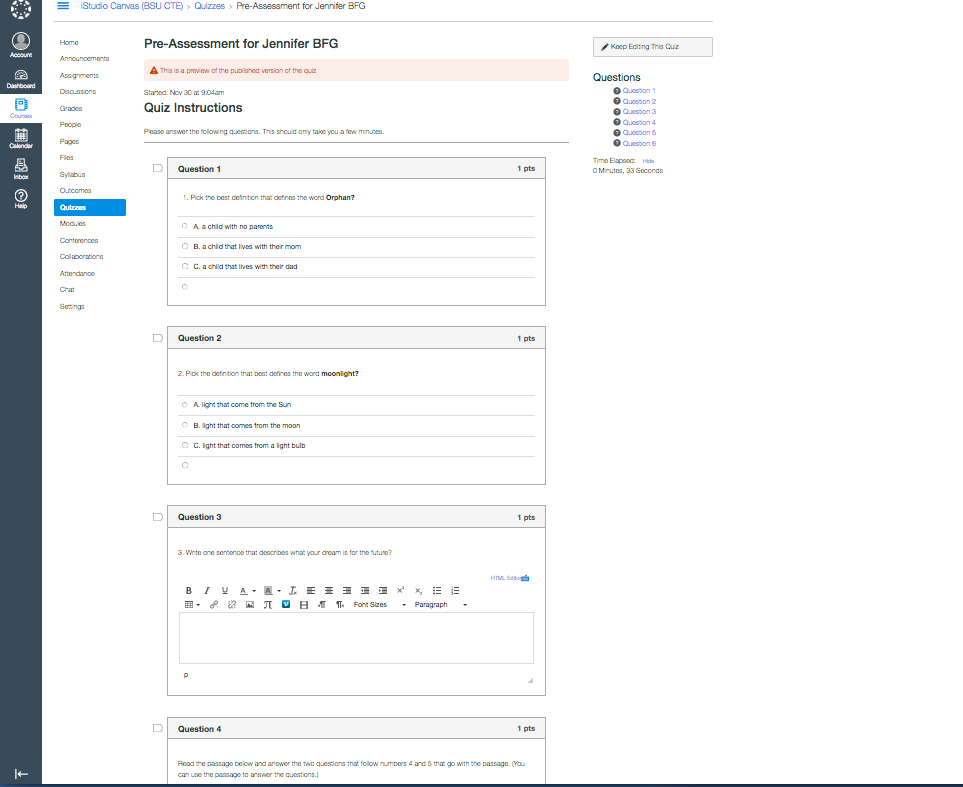 iStudio Canvas (BSU CTE) › Quizzes › Pre-Assessment for Jennifer BFG
Account
Dashboard
Courses
Calendar
Inbox
Help
Home
Announcements
Assignments
Discussions
Grades
People
Pages
Files
Syllabus
Outcomes
Quizzes
Modules
Conferences
Collaborations
Attendance
Chat
Settings
Pre-Assessment for Jennifer BFG
This is a preview of the published version of the quiz
Started: Nov 30 at 9:04am
Quiz Instructions
Please answer the following questions. This should only take you a few minutes.
Question 1 1 pts
1. Pick the best definition that defines the word Orphan?
A. a child with no parents
B. a child that lives with their mom
C. a child that lives with their dad
Question 2 1 pts
2. Pick the definition that best defines the word moonlight?
A. light that come from the Sun
B. light that comes from the moon
C. light that comes from a light bulb
Question 3 1 pts
3. Write one sentence that describes what your dream is for the future?
HTML Editor
Font Sizes Paragraph
p
Question 4 1 pts
Read the passage below and answer the two questions that follow numbers 4 and 5 that go with the passage. (You
can use the passage to answer the questions.)
Keep Editing This Quiz
Questions
Question 1
Question 2
Question 3
Question 4
Question 5
Question 6
Time Elapsed: Hide
0 Minutes, 33 Seconds